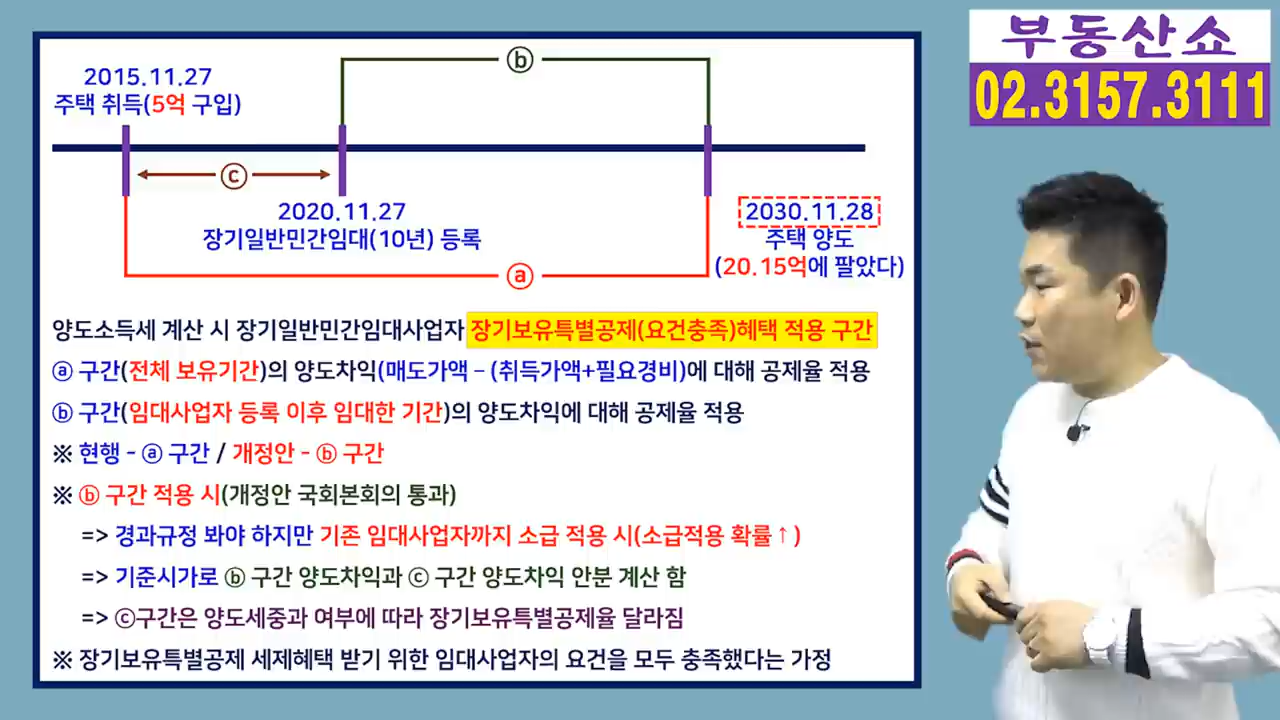 부동산쇼
02.3157.3111
ⓑ
2015.11.27
주택 취득(5억 구입)
ⓒ
2020.11.27
장기일반민간임대(10년) 등록
2030.11.28
주택 양도
(20.15억에 팔았다)
ⓐ
양도소득세 계산 시 장기일반민간임대사업자 장기보유특별공제(요건충족)혜택 적용 구간
ⓐ 구간(전체 보유기간)의 양도차익(매도가액 – (취득가액+필요경비)에 대해 공제율 적용
ⓑ 구간(임대사업자 등록 이후 임대한 기간)의 양도차익에 대해 공제율 적용
※ 현행 - ⓐ 구간 / 개정안 - ⓑ 구간
※ ⓑ 구간 적용 시(개정안 국회본회의 통과)
=> 경과규정 봐야 하지만 기존 임대사업자까지 소급 적용 시(소급적용 확률↑)
=> 기준시가로 ⓑ 구간 양도차익과 ⓒ 구간 양도차익 안분 계산 함
=> ⓒ구간은 양도세중과 여부에 따라 장기보유특별공제율 달라짐
※ 장기보유특별공제 세제혜택 받기 위한 임대사업자의 요건을 모두 충족했다는 가정